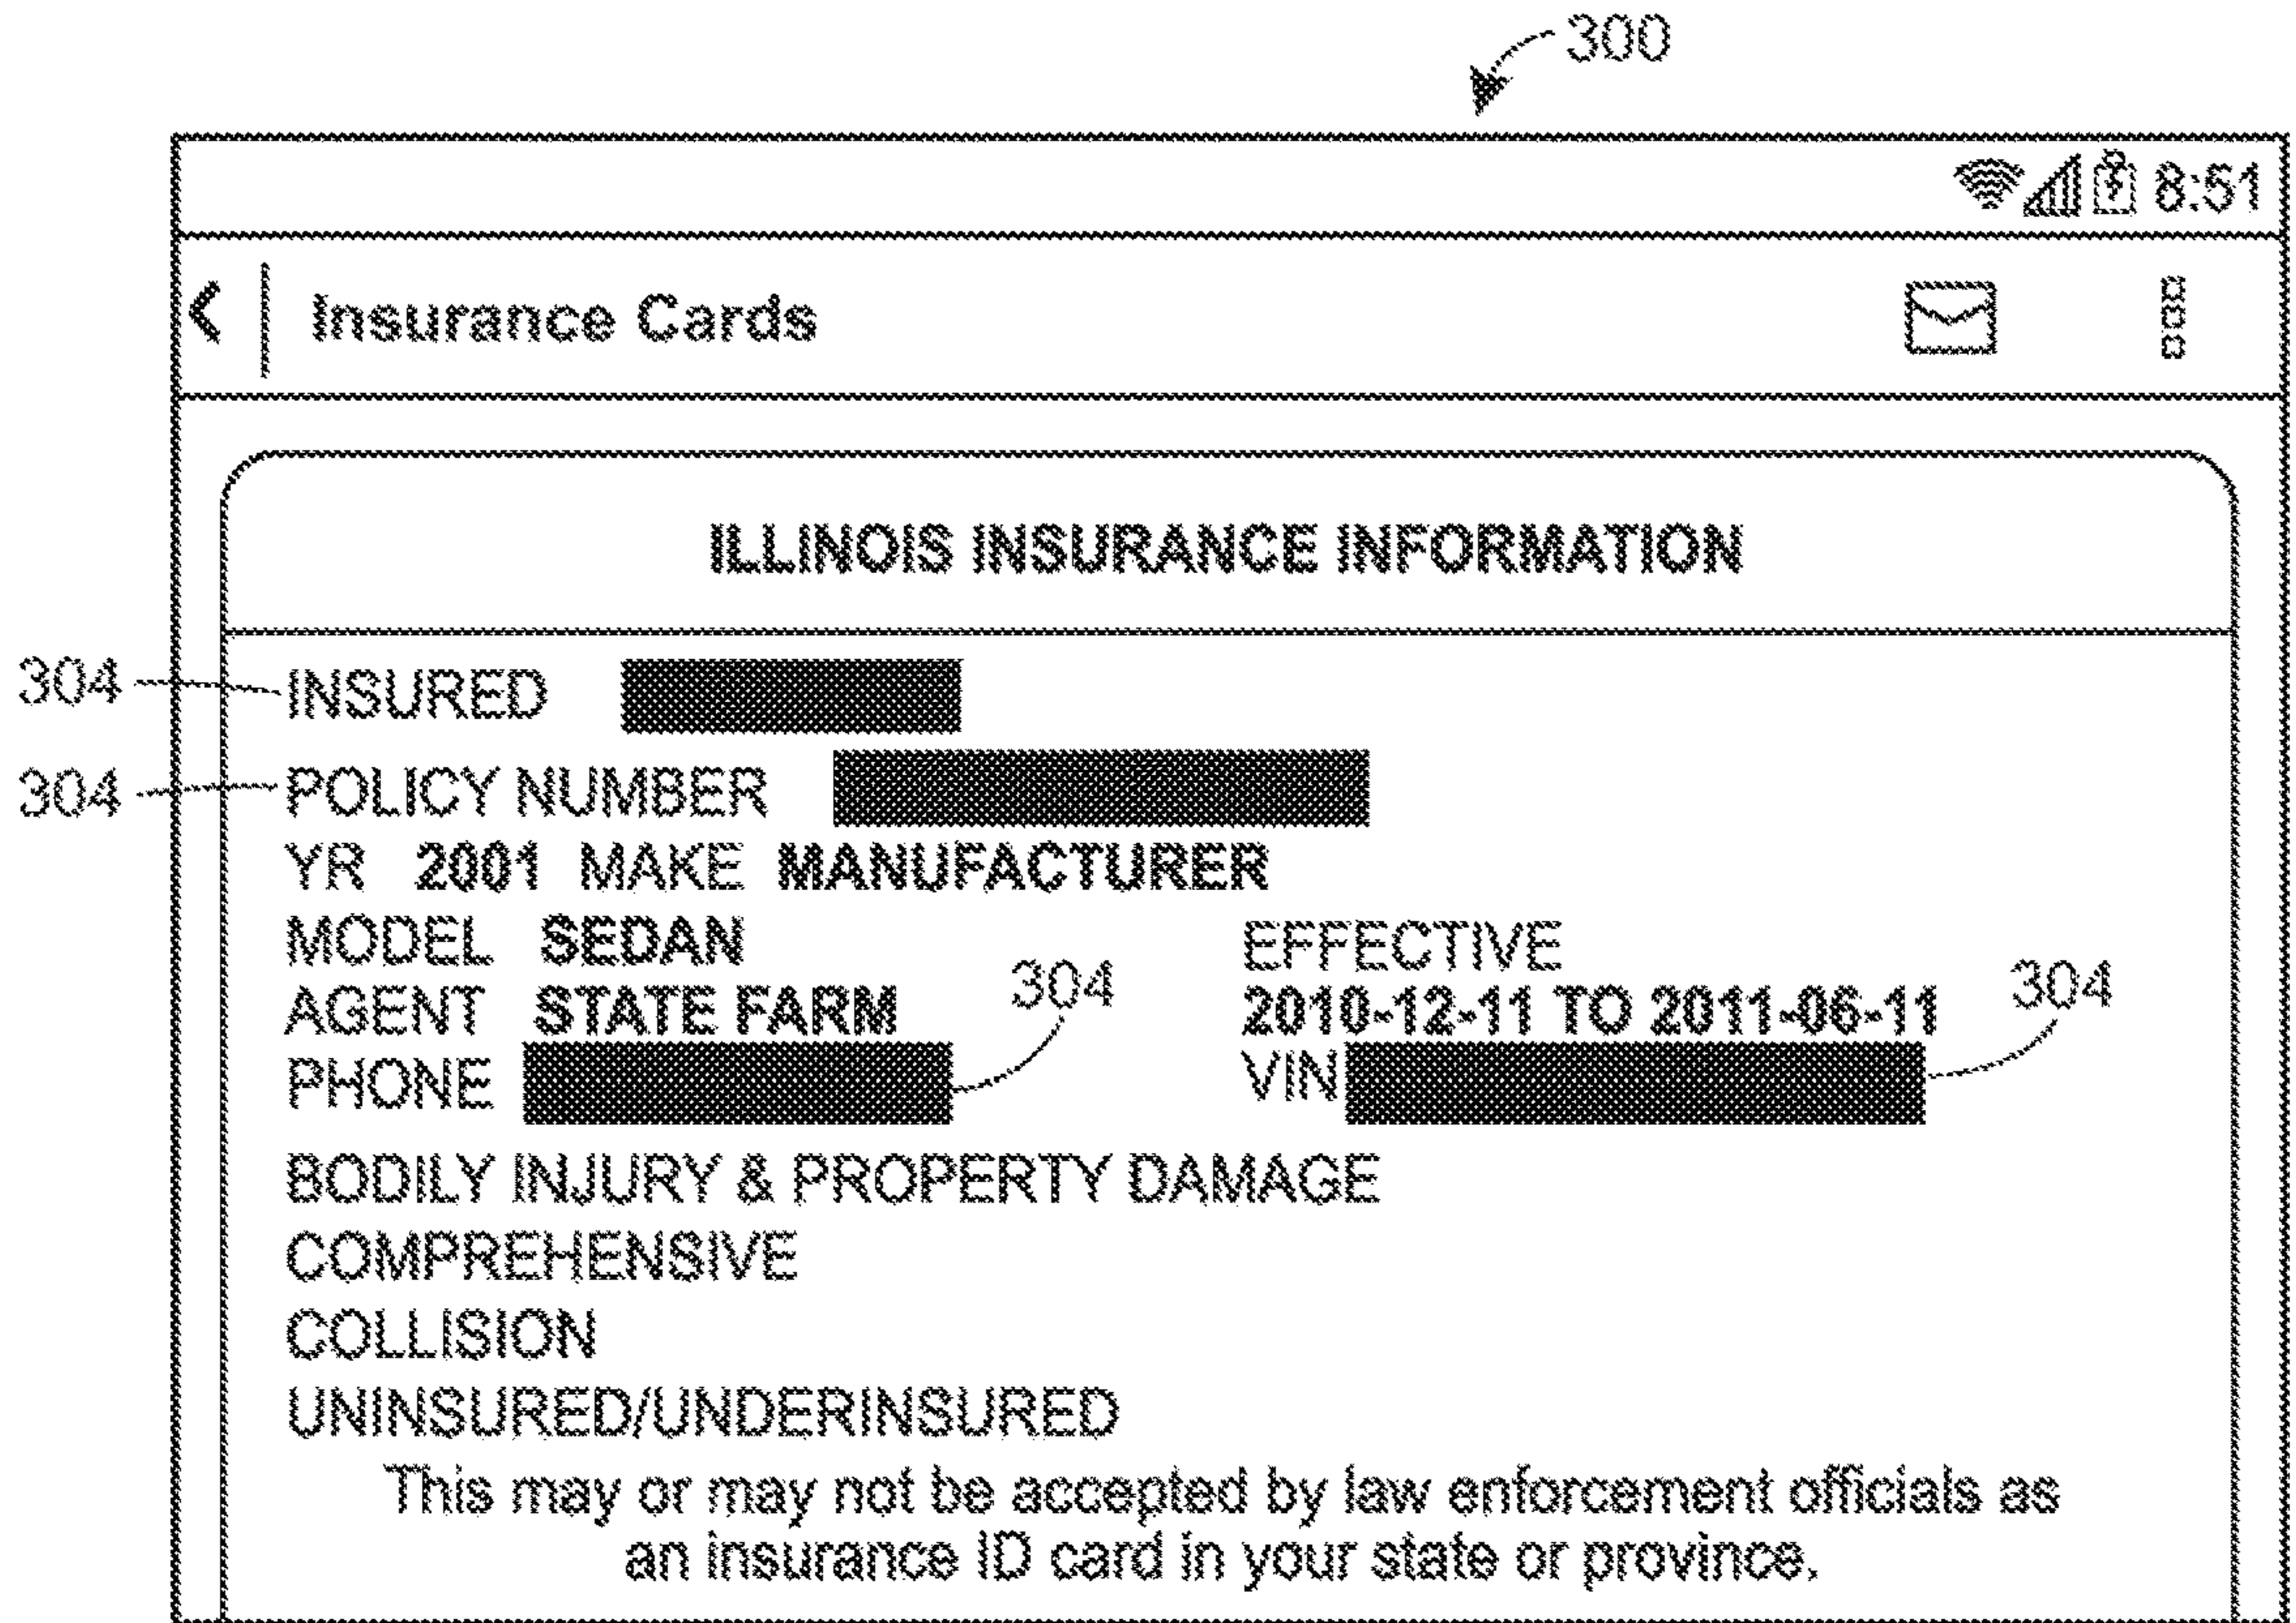 300
8:51
Insurance Cards
ILLINOIS INSURANCE INFORMATION
304 INSURED
304 POLICY NUMBER
YR 2001 MAKE MANUFACTURER
MODEL SEDAN EFFECTIVE
AGENT STATE FARM 304 2010-12-11 TO 2011-06-11 304
PHONE VIN
BODILY INJURY & PROPERTY DAMAGE
COMPREHENSIVE
COLLISION
UNINSURED/UNDERINSURED
This may or may not be accepted by law enforcement officials as
an insurance ID card in your state or province.